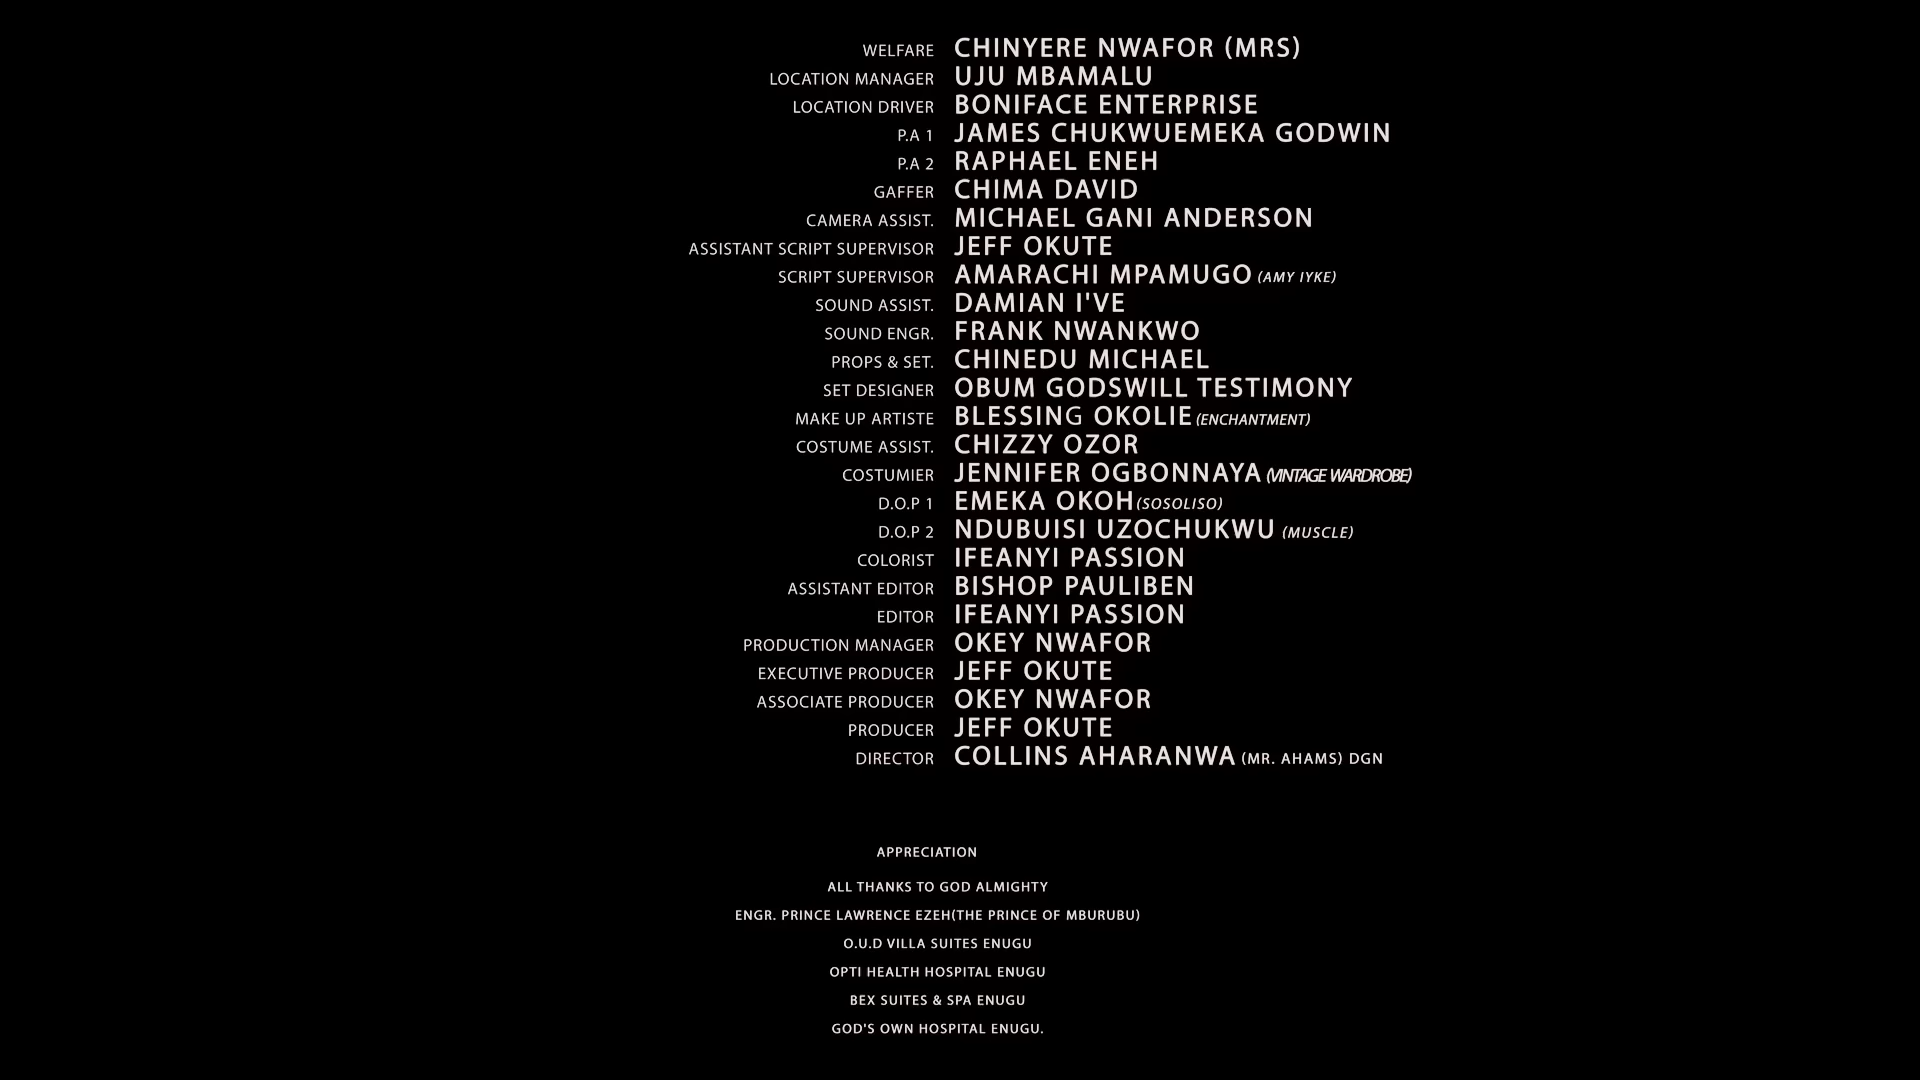 WELFARE CHINYERE NWAFOR (MRS)
LOCATION MANAGER UJU MBAMALU
LOCATION DRIVER BONIFACE ENTERPRISE
P.A 1 JAMES CHUKWUEMEKA GODWIN
P.A 2 RAPHAEL ENEH
GAFFER CHIMA DAVID
CAMERA ASSIST. MICHAEL GANI ANDERSON
ASSISTANT SCRIPT SUPERVISOR JEFF OKUTE
SCRIPT SUPERVISOR AMARACHI MPAMUGO (AMY IYKE)
SOUND ASSIST. DAMIAN I'VE
SOUND ENGR. FRANK NWANKWO
PROPS & SET. CHINEDU MICHAEL
SET DESIGNER OBUM GODSWILL TESTIMONY
MAKE UP ARTISTE BLESSING OKOLIE (ENCHANTMENT)
COSTUME ASSIST. CHIZZY OZOR
COSTUMIER JENNIFER OGBONNAYA (VINTAGE WARDROBE)
D.O.P 1 EMEKA OKOH(SOSOLISO)
D.O.P 2 NDUBUISI UZOCHUKWU (MUSCLE)
COLORIST IFEANYI PASSION
ASSISTANT EDITOR BISHOP PAULIBEN
EDITOR IFEANYI PASSION
PRODUCTION MANAGER OKEY NWAFOR
EXECUTIVE PRODUCER JEFF OKUTE
ASSOCIATE PRODUCER OKEY NWAFOR
PRODUCER JEFF OKUTE
DIRECTOR COLLINS AHARANWA (MR. AHAMS) DGN
APPRECIATION
ALL THANKS TO GOD ALMIGHTY
ENGR. PRINCE LAWRENCE EZEH(THE PRINCE OF MBURUBU)
O.U.D VILLA SUITES ENUGU
OPTI HEALTH HOSPITAL ENUGU
BEX SUITES & SPA ENUGU
GOD'S OWN HOSPITAL ENUGU.